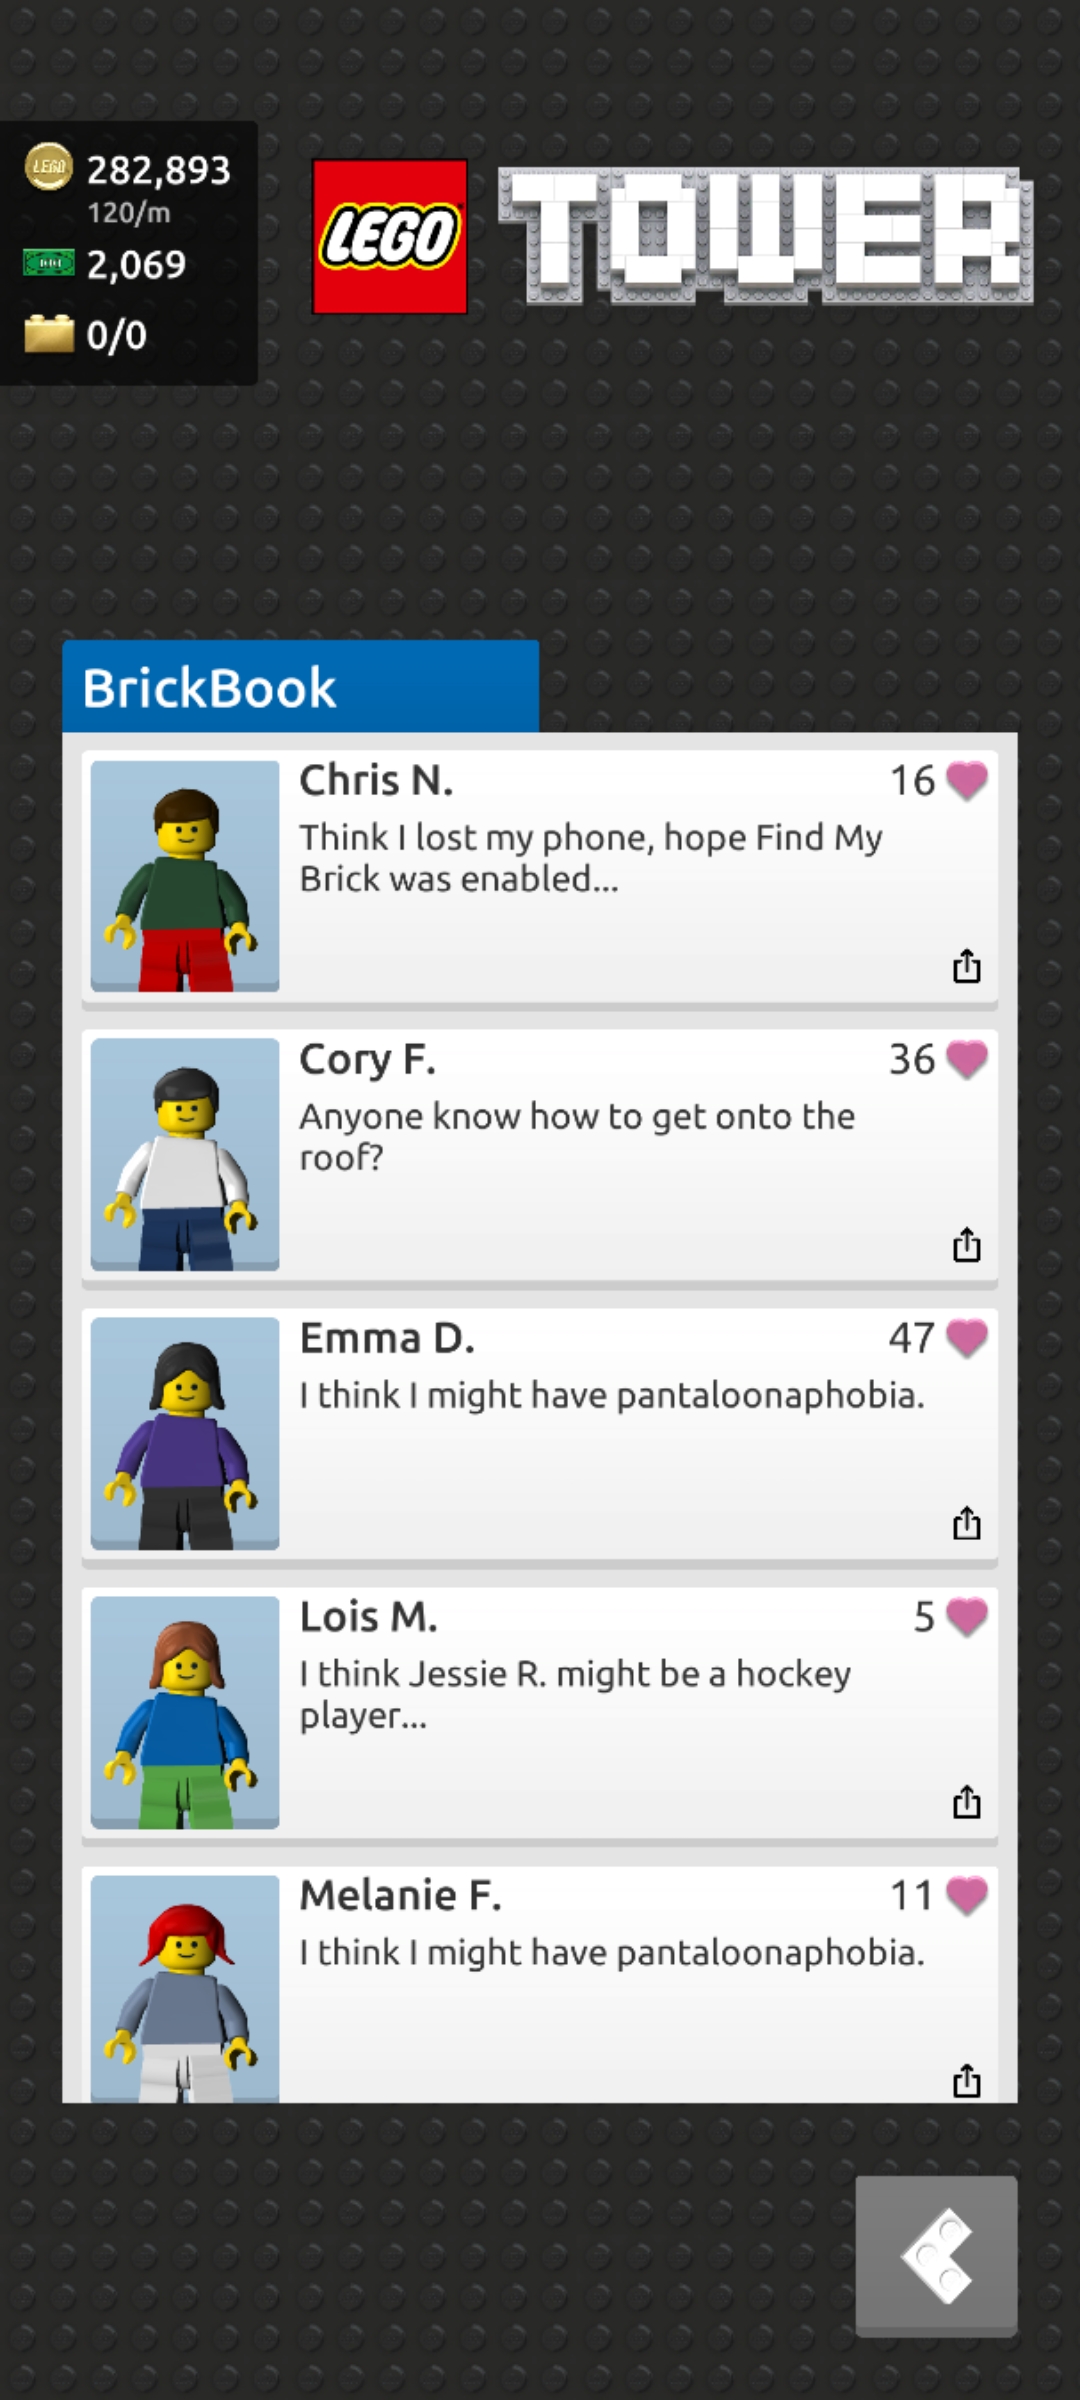 LEGO
282,893
120/m
2,069
0/0
LEGO
TOWER
BrickBook
Chris N.
16
Think I lost my phone, hope Find My
Brick was enabled...
Cory F.
36
Anyone know how to get onto the
roof?
Emma D.
47
I think I might have pantaloonaphobia.
Lois M.
5
I think Jessie R. might be a hockey
player...
Melanie F.
11
I think I might have pantaloonaphobia.